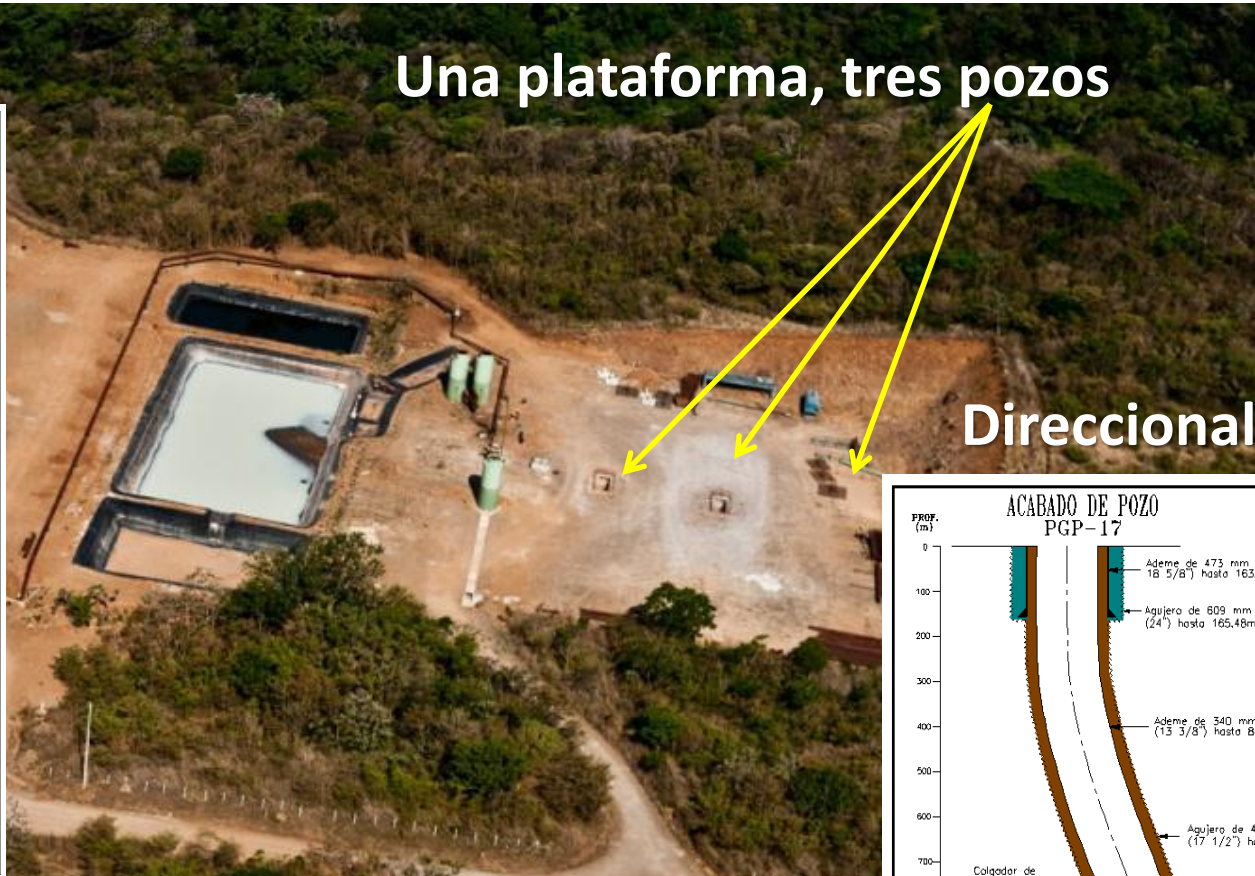 Una plataforma, tres pozos
Direccional
ACABADO DE POZO
PGP-17
PROF.
(m)
0
Ademe de 473 mm
18 5/8") hasta 163
100
Agujero de 609 mm
(24") hasta 165.48m
200
300
400
Ademe de 340 mm
(13 3/8") hasta 8
500
600
Agujero de 4
(17 1/2") ha
700
Colgador de